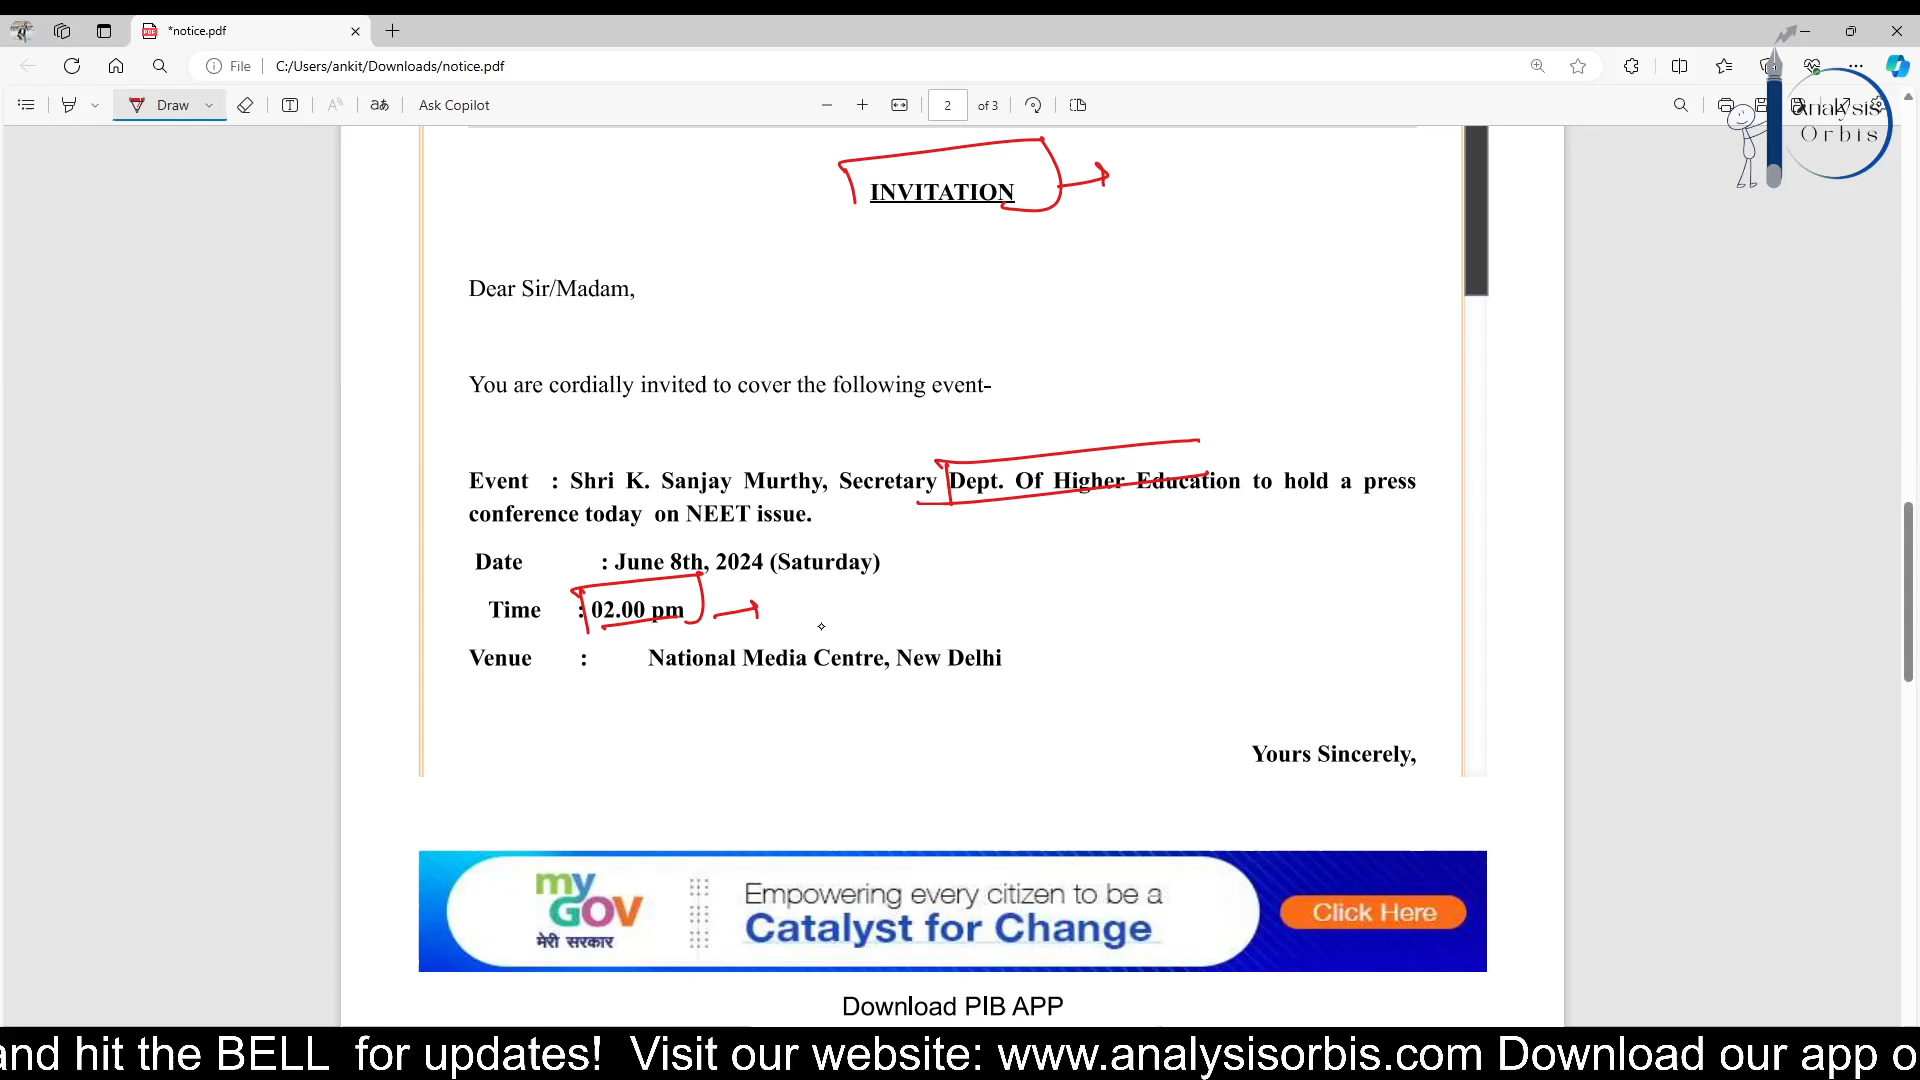 *notice.pdf
File
C:/Users/ankit/Downloads/notice.pdf
Draw
aあ
Ask Copilot
2
of 3
Analysis
Orbis
INVITATION
Dear Sir/Madam,
You are cordially invited to cover the following event-
Event : Shri K. Sanjay Murthy, Secretary Dept. Of Higher Education to hold a press
conference today on NEET issue.
Date : June 8th, 2024 (Saturday)
Time : 02.00 pm
Venue : National Media Centre, New Delhi
Yours Sincerely,
my
GOV
मेरी सरकार
Empowering every citizen to be a
Catalyst for Change
Click Here
Download PIB APP
and hit the BELL for updates! Visit our website: www.analysisorbis.com Download our app o